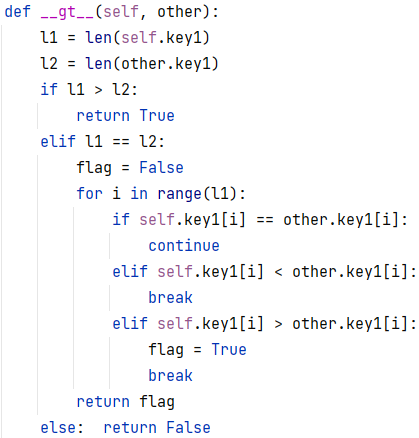 def __gt__(self, other):
    l1 = len(self.key1)
    l2 = len(other.key1)
    if l1 > l2:
        return True
    elif l1 == l2:
        flag = False
        for i in range(l1):
            if self.key1[i] == other.key1[i]:
                continue
            elif self.key1[i] < other.key1[i]:
                break
            elif self.key1[i] > other.key1[i]:
                flag = True
                break
        return flag
    else:  return False